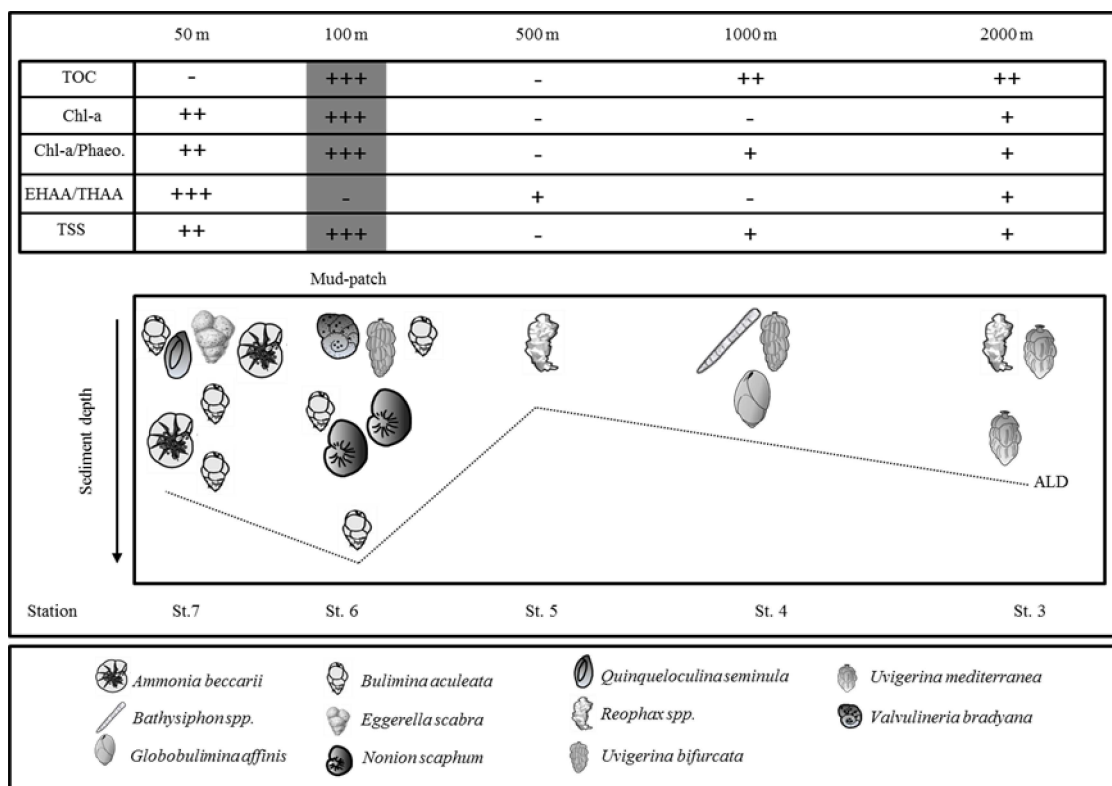 50 m 100 m 500 m 1000 m 2000 m
TOC - +++ - ++ ++
Chl-a ++ +++ - - +
Chl-a/Phaeo. ++ +++ - + +
EHAA/THAA +++ - + - +
TSS ++ +++ - + +
Mud-patch
Sediment depth
ALD
Station St.7 St. 6 St. 5 St. 4 St. 3
Ammonia beccarii Bulimina aculeata Quinqueloculina seminula Uvigerina mediterranea
Bathysiphon spp. Eggerella scabra Reophax spp. Valvulineria bradyana
Globobulimina affinis Nonion scaphum Uvigerina bifurcata